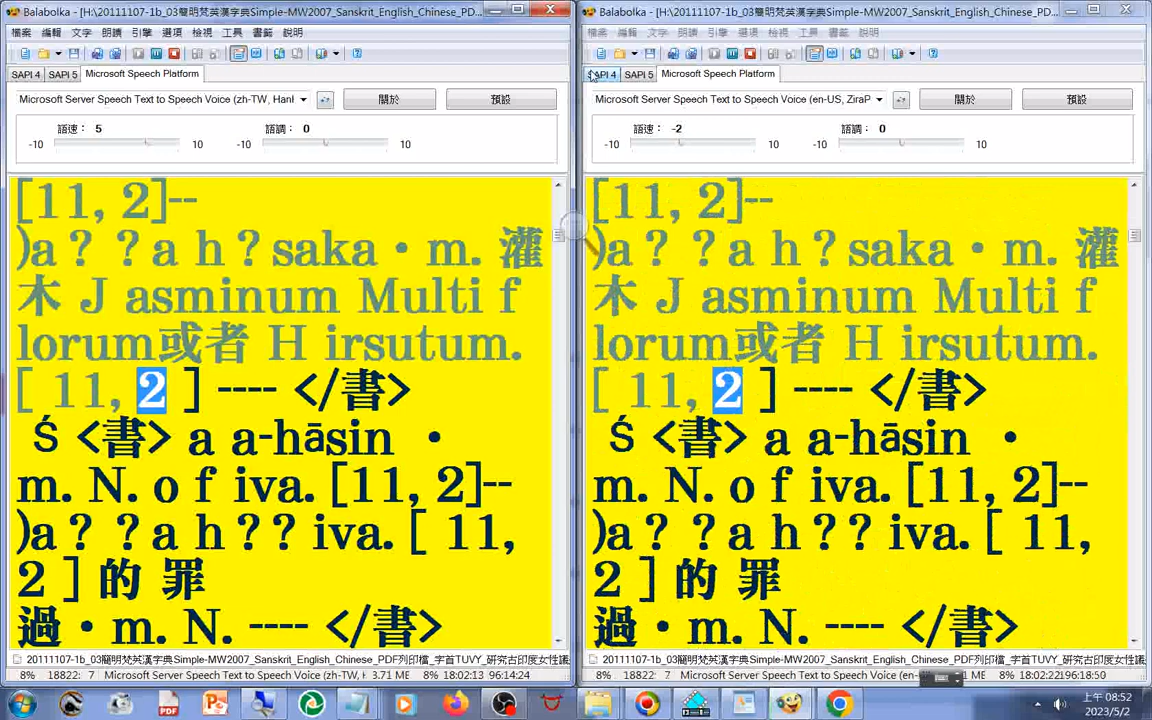 Balabolka - [H:\20111107-1b_03簡明梵英漢字典Simple-MW2007_Sanskrit_English_Chinese_PD...
檔案 編輯 文字 朗讀 引擎 選項 檢視 工具 書籤 說明
SAPI 4 SAPI 5 Microsoft Speech Platform
Microsoft Server Speech Text to Speech Voice (zh-TW, Hanl
關於 預設
語速： 5 語調： 0
-10 10 -10 10
[11, 2]--
)a？？a h？saka・m. 灌
木 J asminum Multi f
lorum或者 H irsutum.
[ 11, 2 ] ---- </書>
Ś <書> a a-hāsin ・
m. N. o f iva. [11, 2]--
)a？？a h？？iva. [ 11,
2 ] 的 罪
過・m. N. ---- </書>
20111107-1b_03簡明梵英漢字典Simple-MW2007_Sanskrit_English_Chinese_PDF列印檔_字首TUVY_研究古印度女性議
8% 18822: 7 Microsoft Server Speech Text to Speech Voice (zh-TW, H 3.71 ME 8% 18:02:13 96:14:24
Balabolka - [H:\20111107-1b_03簡明梵英漢字典Simple-MW2007_Sanskrit_English_Chinese_PD...
檔案 編輯 文字 朗讀 引擎 選項 檢視 工具 書籤 說明
SAPI 4 SAPI 5 Microsoft Speech Platform
Microsoft Server Speech Text to Speech Voice (en-US, ZiraP
關於 預設
語速： -2 語調： 0
-10 10 -10 10
[11, 2]--
)a？？a h？saka・m. 灌
木 J asminum Multi f
lorum或者 H irsutum.
[ 11, 2 ] ---- </書>
Ś <書> a a-hāsin ・
m. N. o f iva. [11, 2]--
)a？？a h？？iva. [ 11,
2 ] 的 罪
過・m. N. ---- </書>
20111107-1b_03簡明梵英漢字典Simple-MW2007_Sanskrit_English_Chinese_PDF列印檔_字首TUVY_研究古印度女性議
8% 18822: 7 Microsoft Server Speech Text to Speech Voice (en-U 8% 18:02:22 196:18:50
上午 08:52
2023/5/2